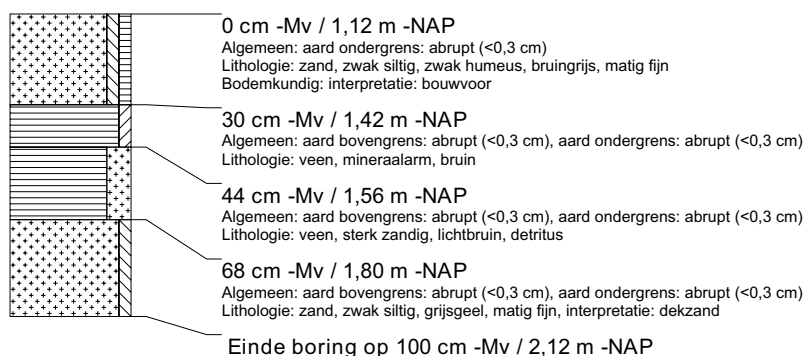 0 cm -Mv / 1,12 m -NAP
Algemeen: aard ondergrens: abrupt (<0,3 cm)
Lithologie: zand, zwak siltig, zwak humeus, bruingrijs, matig fijn
Bodemkundig: interpretatie: bouwvoor
30 cm -Mv / 1,42 m -NAP
Algemeen: aard bovengrens: abrupt (<0,3 cm), aard ondergrens: abrupt (<0,3 cm)
Lithologie: veen, mineraalarm, bruin
44 cm -Mv / 1,56 m -NAP
Algemeen: aard bovengrens: abrupt (<0,3 cm), aard ondergrens: abrupt (<0,3 cm)
Lithologie: veen, sterk zandig, lichtbruin, detritus
68 cm -Mv / 1,80 m -NAP
Algemeen: aard bovengrens: abrupt (<0,3 cm), aard ondergrens: abrupt (<0,3 cm)
Lithologie: zand, zwak siltig, grijsgeel, matig fijn, interpretatie: dekzand
Einde boring op 100 cm -Mv / 2,12 m -NAP